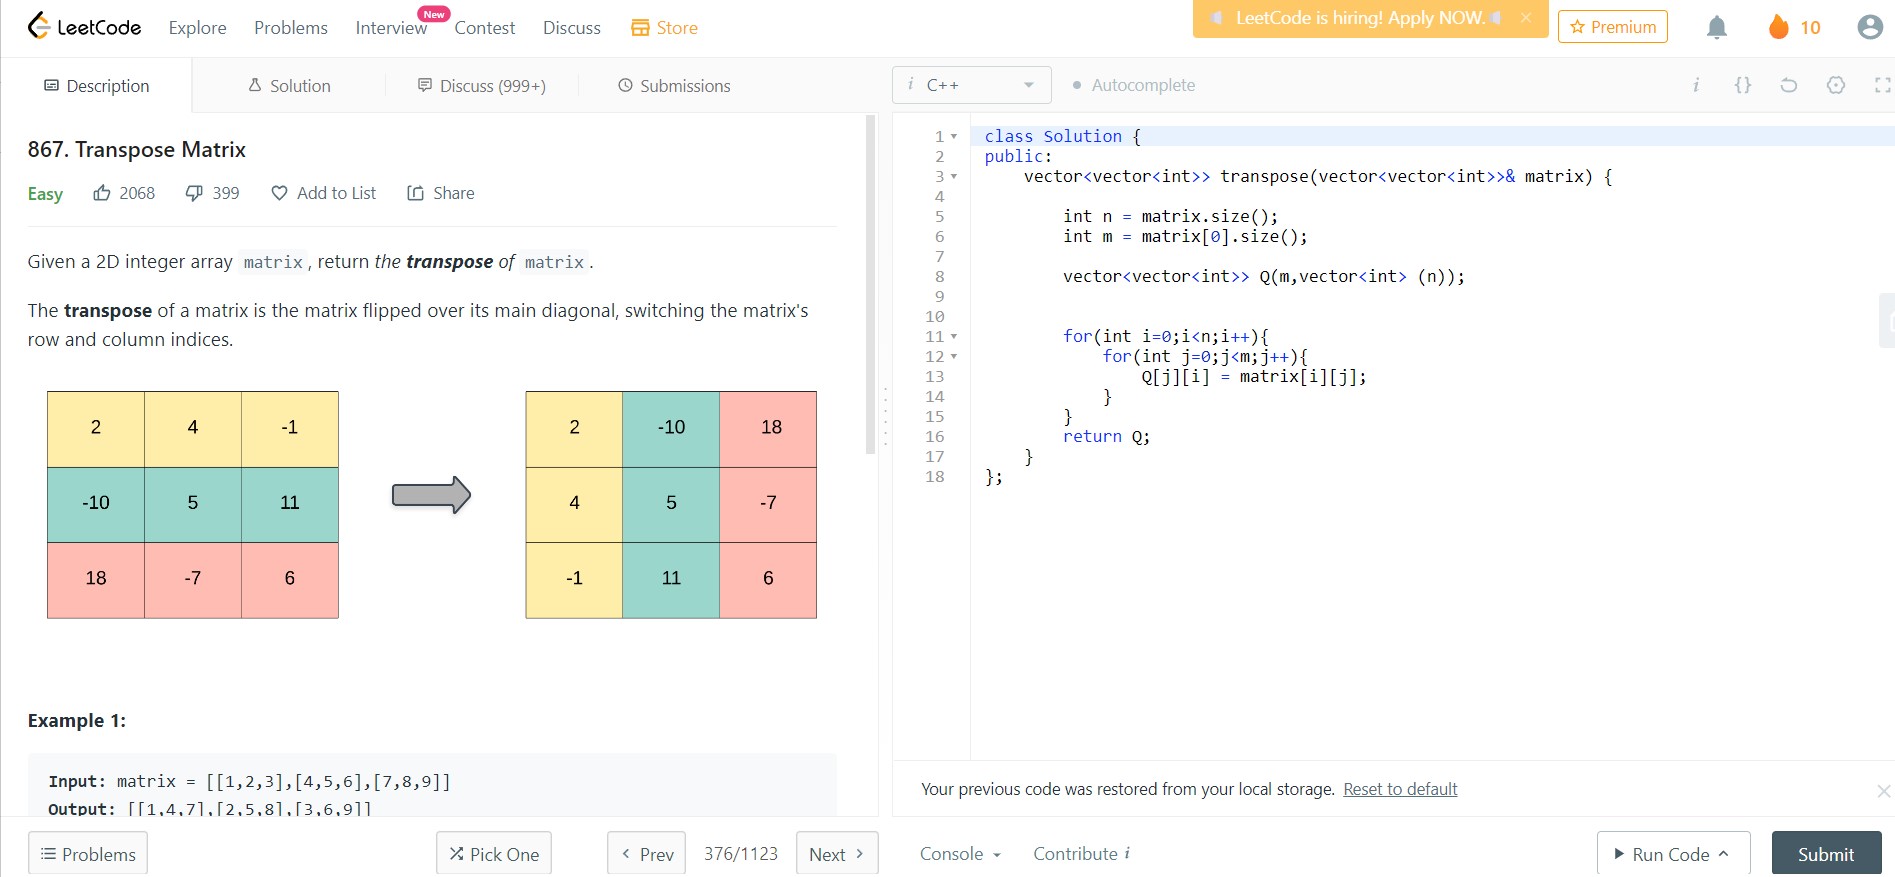 LeetCode Explore Problems Interview New Contest Discuss Store LeetCode is hiring! Apply NOW. × Premium 10
Description Solution Discuss (999+) Submissions
867. Transpose Matrix
Easy 2068 399 Add to List Share
Given a 2D integer array matrix, return the transpose of matrix.
The transpose of a matrix is the matrix flipped over its main diagonal, switching the matrix's
row and column indices.
2 4 -1
-10 5 11
18 -7 6
2 -10 18
4 5 -7
-1 11 6
Example 1:
Input: matrix = [[1,2,3],[4,5,6],[7,8,9]]
Output: [[1,4,7],[2,5,8],[3,6,9]]
Problems Pick One < Prev 376/1123 Next >
i C++ Autocomplete i {}
1 class Solution {
2 public:
3 vector<vector<int>> transpose(vector<vector<int>>& matrix) {
4
5 int n = matrix.size();
6 int m = matrix[0].size();
7
8 vector<vector<int>> Q(m,vector<int> (n));
9
10
11 for(int i=0;i<n;i++){
12 for(int j=0;j<m;j++){
13 Q[j][i] = matrix[i][j];
14 }
15 }
16 return Q;
17 }
18 };
Your previous code was restored from your local storage. Reset to default ×
Console Contribute i Run Code Submit